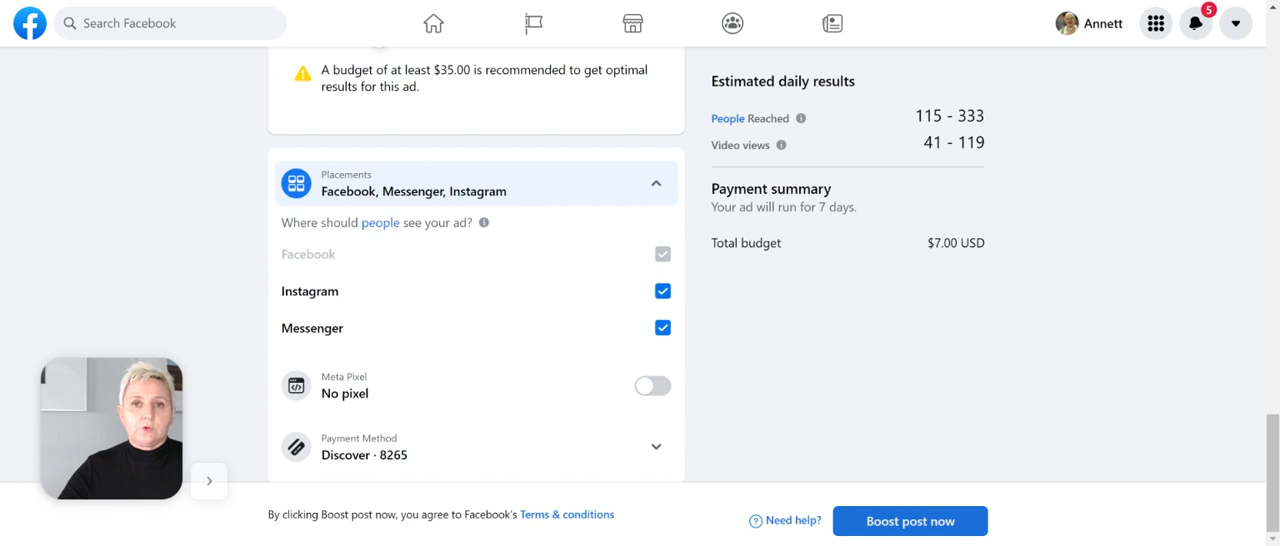 Search Facebook
Annett
5
A budget of at least $35.00 is recommended to get optimal
results for this ad.
Placements
Facebook, Messenger, Instagram
Where should people see your ad?
Facebook
Instagram
Messenger
Meta Pixel
No pixel
Payment Method
Discover · 8265
Estimated daily results
People Reached 115 - 333
Video views 41 - 119
Payment summary
Your ad will run for 7 days.
Total budget $7.00 USD
By clicking Boost post now, you agree to Facebook's Terms & conditions
Need help?
Boost post now